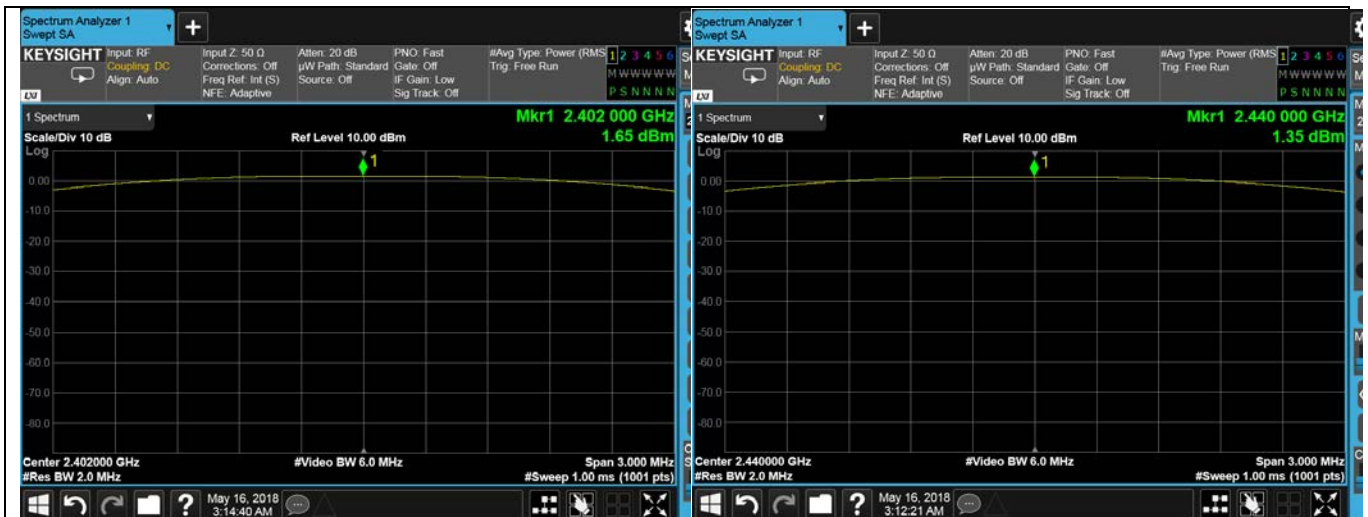 Spectrum Analyzer 1
Swept SA
KEYSIGHT
Input: RF
Coupling: DC
Align: Auto
Input Z: 50 Ω
Corrections: Off
Freq Ref: Int (S)
NFE: Adaptive
Atten: 20 dB
µW Path: Standard
Source: Off
PNO: Fast
Gate: Off
IF Gain: Low
Sig Track: Off
#Avg Type: Power (RMS
Trig: Free Run
1 2 3 4 5 6
M W W W W W
P S N N N N
LXI
1 Spectrum
Scale/Div 10 dB
Ref Level 10.00 dBm
Mkr1 2.402 000 GHz
1.65 dBm
Log
1
0.00
-10.0
-20.0
-30.0
-40.0
-50.0
-60.0
-70.0
-80.0
Center 2.402000 GHz
#Res BW 2.0 MHz
#Video BW 6.0 MHz
Span 3.000 MHz
#Sweep 1.00 ms (1001 pts)
?
May 16, 2018
3:14:40 AM
Spectrum Analyzer 1
Swept SA
KEYSIGHT
Input: RF
Coupling: DC
Align: Auto
Input Z: 50 Ω
Corrections: Off
Freq Ref: Int (S)
NFE: Adaptive
Atten: 20 dB
µW Path: Standard
Source: Off
PNO: Fast
Gate: Off
IF Gain: Low
Sig Track: Off
#Avg Type: Power (RMS
Trig: Free Run
1 2 3 4 5 6
M W W W W W
P S N N N N
LXI
1 Spectrum
Scale/Div 10 dB
Ref Level 10.00 dBm
Mkr1 2.440 000 GHz
1.35 dBm
Log
1
0.00
-10.0
-20.0
-30.0
-40.0
-50.0
-60.0
-70.0
-80.0
Center 2.440000 GHz
#Res BW 2.0 MHz
#Video BW 6.0 MHz
Span 3.000 MHz
#Sweep 1.00 ms (1001 pts)
?
May 16, 2018
3:12:21 AM